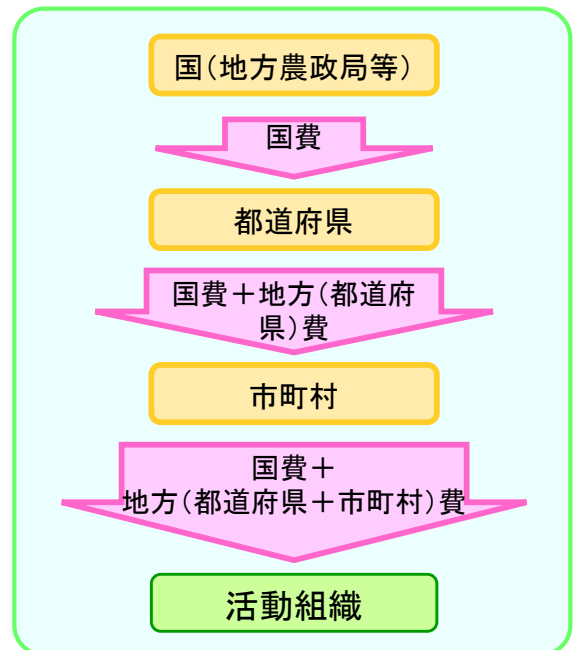 国(地方農政局等)
国費
都道府県
国費＋地方(都道府
県)費
市町村
国費＋
地方(都道府県＋市町村)費
活動組織